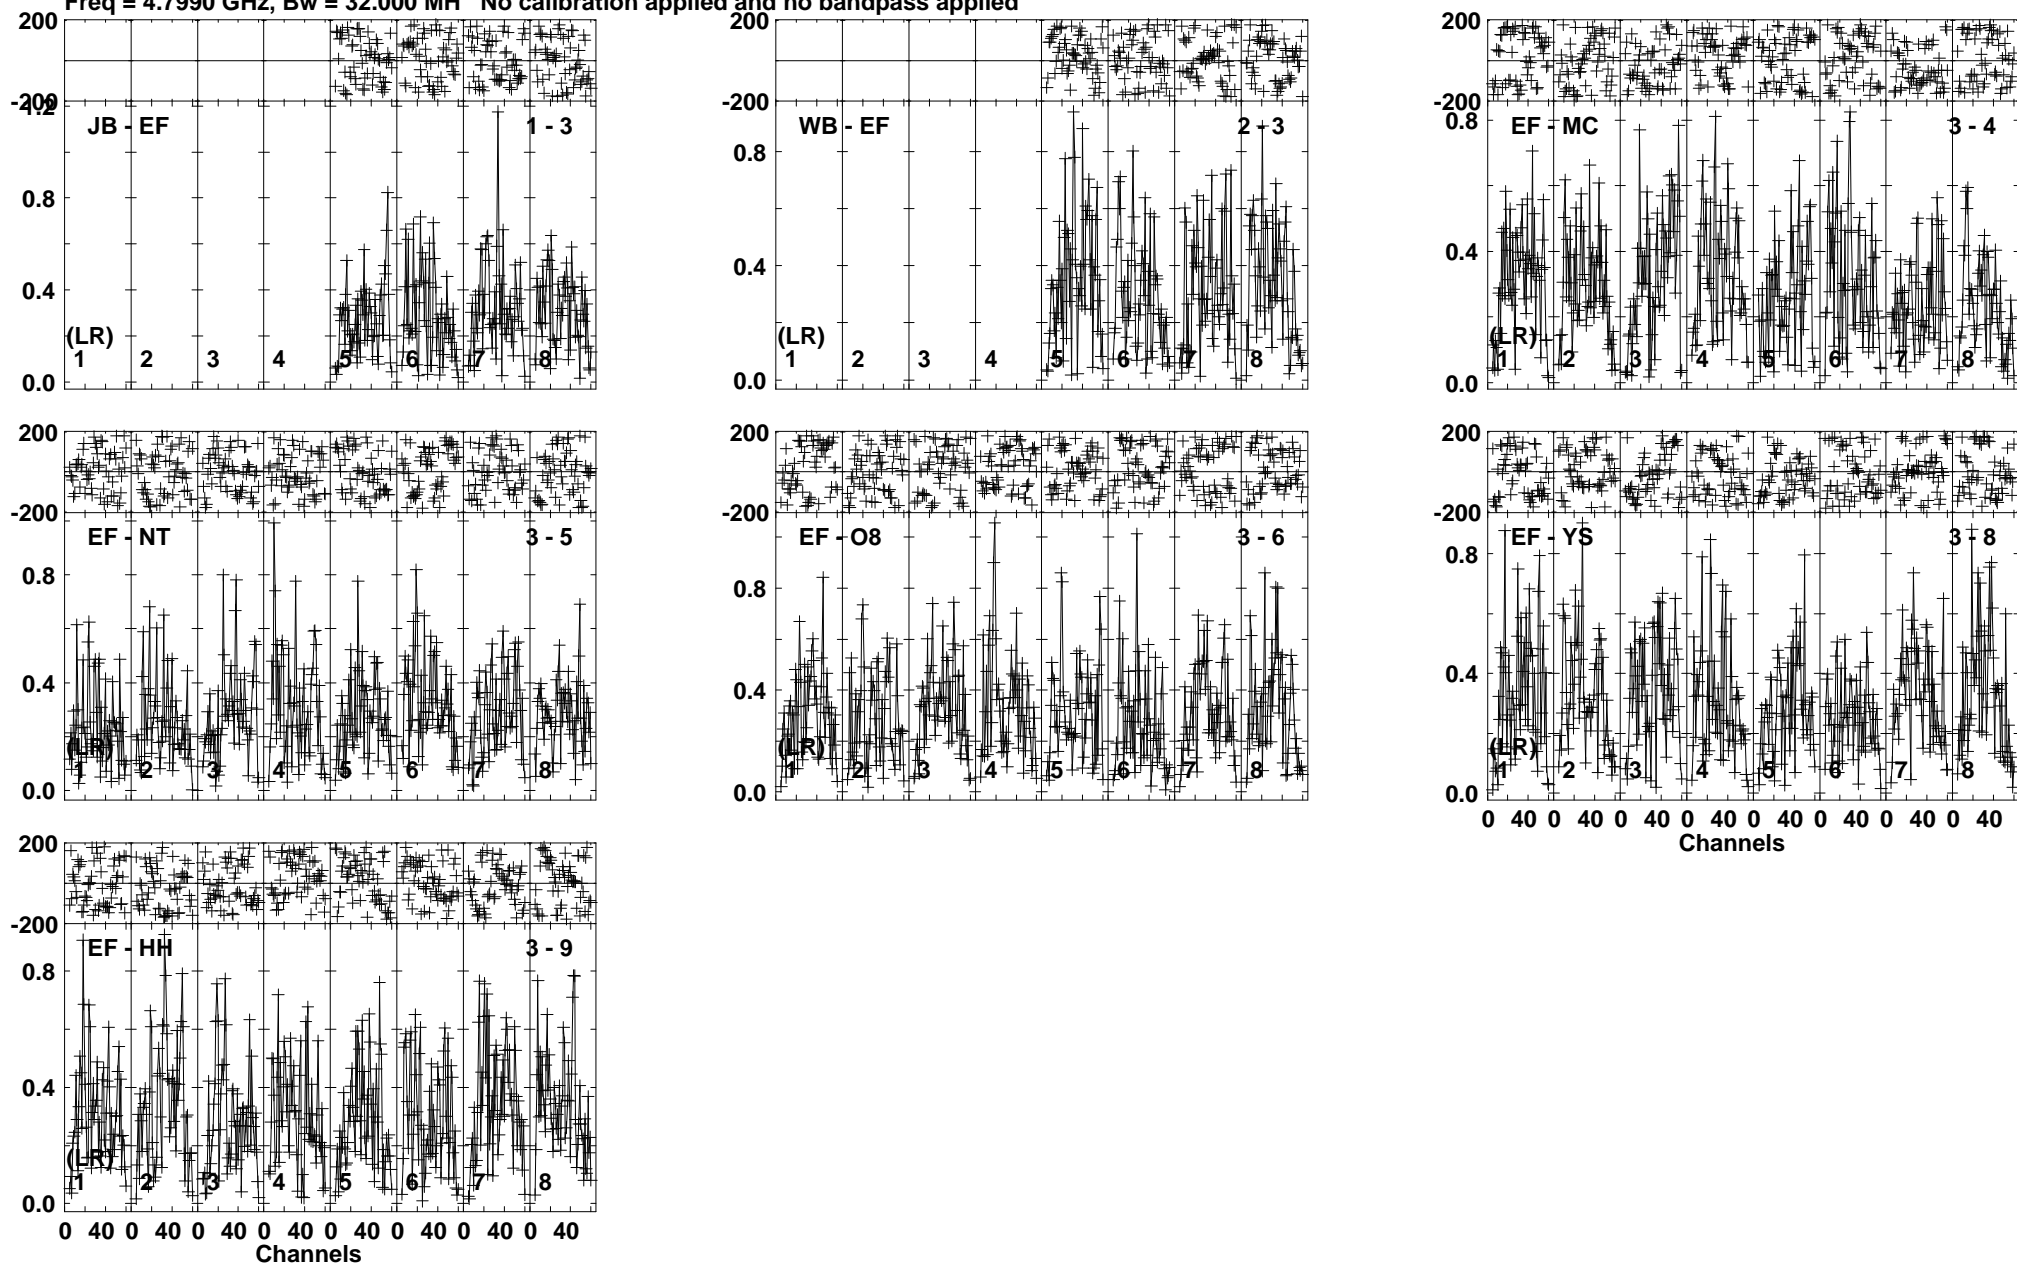 Freq = 4.7990 GHz, Bw = 32.000 MH No calibration applied and no bandpass applied
200
-200
1.2
0.8
0.4
0.0
JB - EF
1 - 3
(LR)
1 2 3 4 5 6 7 8
200
-200
0.8
0.4
0.0
WB - EF
2 - 3
(LR)
1 2 3 4 5 6 7 8
200
-200
0.8
0.4
0.0
EF - MC
3 - 4
(LR)
1 2 3 4 5 6 7 8
200
-200
0.8
0.4
0.0
EF - NT
3 - 5
(LR)
1 2 3 4 5 6 7 8
200
-200
0.8
0.4
0.0
EF - O8
3 - 6
(LR)
1 2 3 4 5 6 7 8
200
-200
0.8
0.4
0.0
EF - YS
3 - 8
(LR)
1 2 3 4 5 6 7 8
0 40 0 40 0 40 0 40 0 40 0 40 0 40 0 40
Channels
200
-200
0.8
0.4
0.0
EF - HH
3 - 9
(LR)
1 2 3 4 5 6 7 8
0 40 0 40 0 40 0 40 0 40 0 40 0 40 0 40
Channels